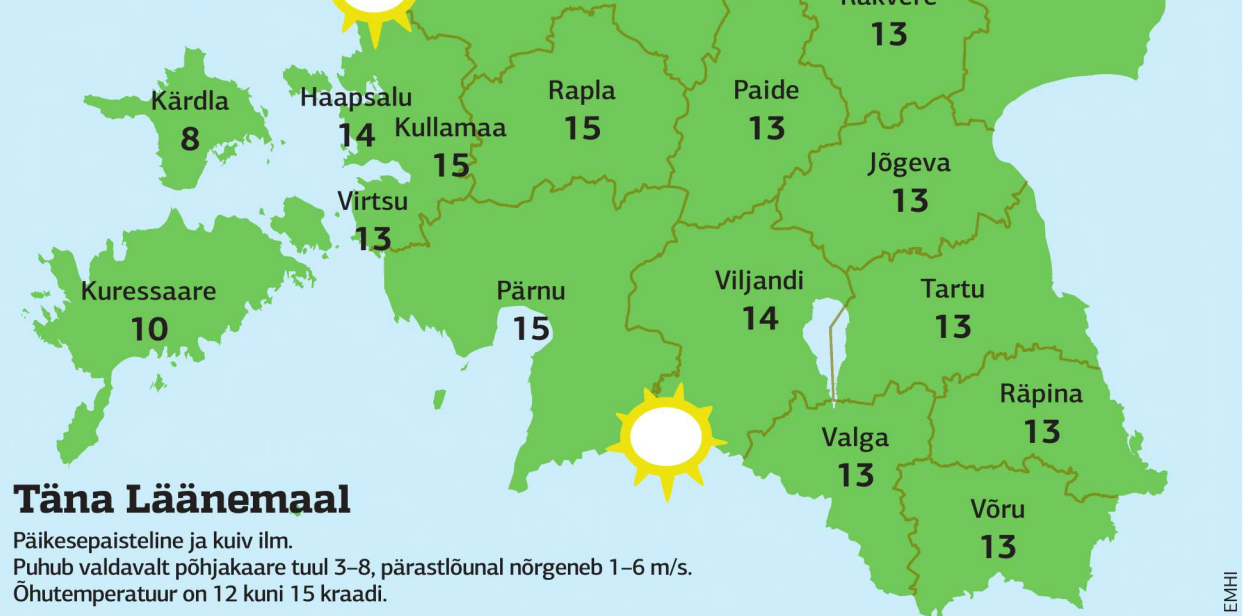 Rakvere
13
Kärdla
8
Haapsalu
14
Kullamaa
15
Rapla
15
Paide
13
Jõgeva
13
Virtsu
13
Kuressaare
10
Pärnu
15
Viljandi
14
Tartu
13
Räpina
13
Valga
13
Võru
13
Täna Läänemaal
Päikesepaisteline ja kuiv ilm.
Puhub valdavalt põhjakaare tuul 3–8, pärastlõunal nõrgeneb 1–6 m/s.
Õhutemperatuur on 12 kuni 15 kraadi.
EMHI